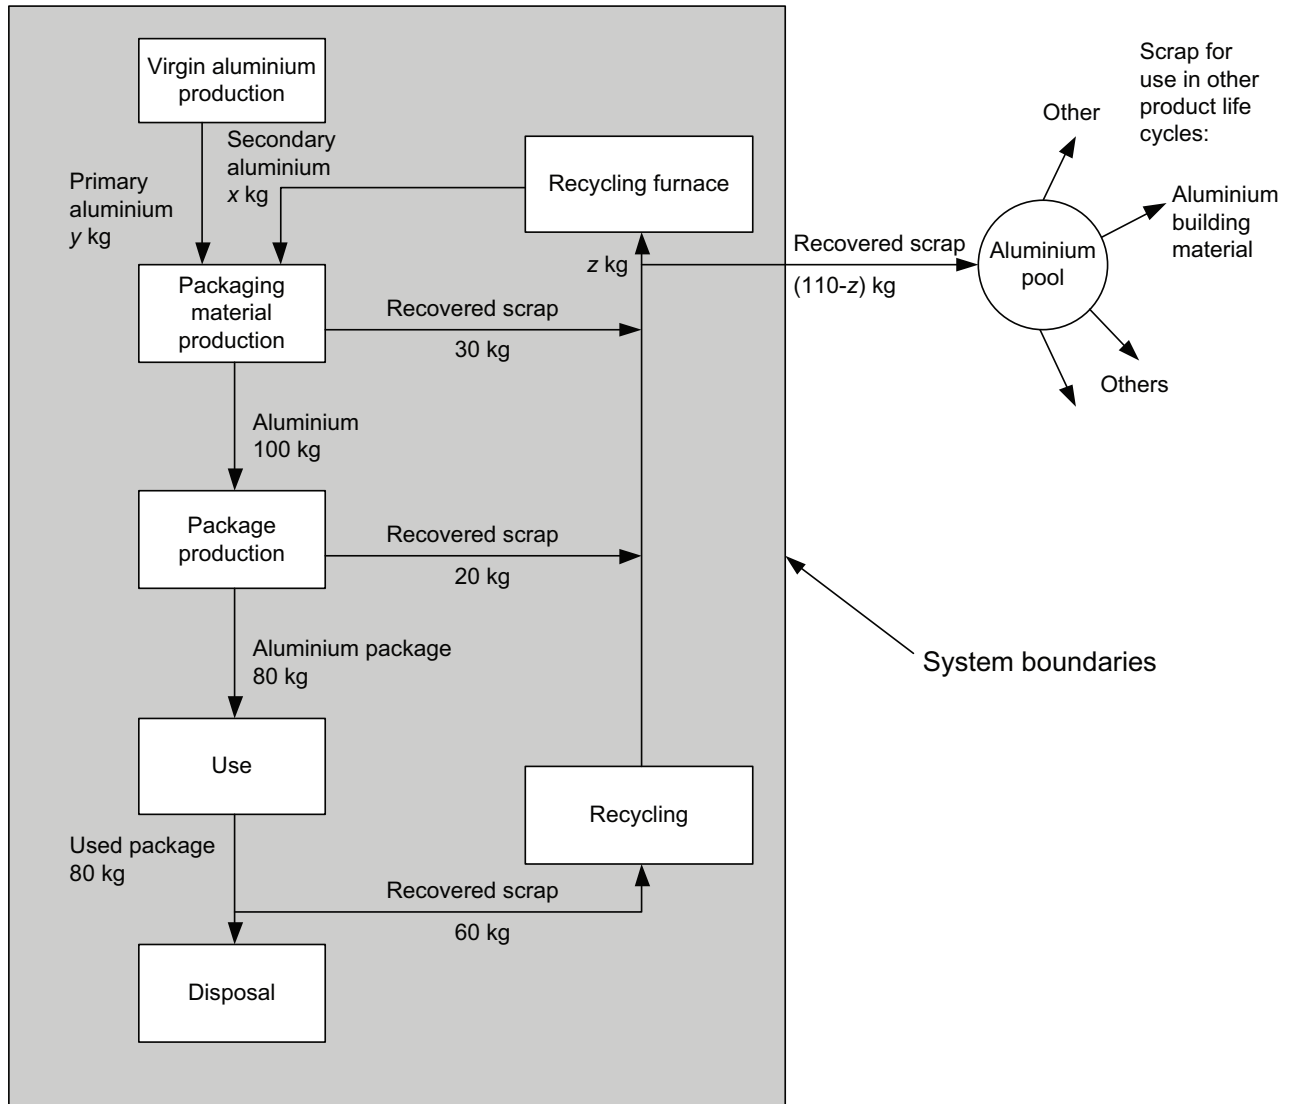 Virgin aluminium
production
Secondary
aluminium
x kg
Primary
aluminium
y kg
Recycling furnace
z kg
Packaging
material
production
Recovered scrap
30 kg
Aluminium
100 kg
Package
production
Recovered scrap
20 kg
Aluminium package
80 kg
Use
Recycling
Used package
80 kg
Recovered scrap
60 kg
Disposal
Recovered scrap
(110-z) kg
Aluminium
pool
Other
Scrap for
use in other
product life
cycles:
Aluminium
building
material
Others
System boundaries